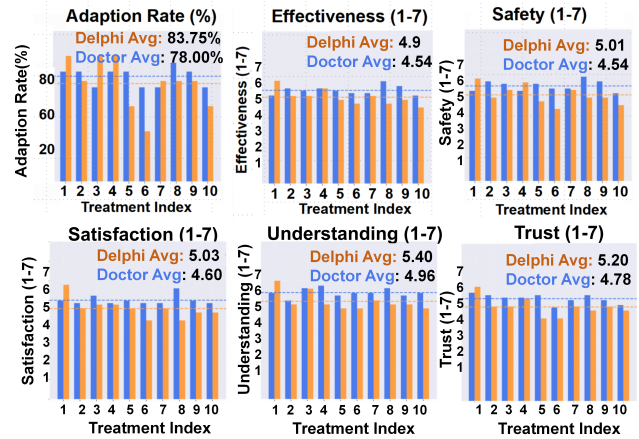 Adaption Rate (%)
Delphi Avg: 83.75%
Doctor Avg: 78.00%
Adaption Rate(%)
80
60
20
1 2 3 4 5 6 7 8 9 10
Treatment Index
Effectiveness (1-7)
Delphi Avg: 4.9
Doctor Avg: 4.54
Effectiveness (1-7)
7
6
5
4
3
2
1
1 2 3 4 5 6 7 8 9 10
Treatment Index
Safety (1-7)
Delphi Avg: 5.01
Doctor Avg: 4.54
Safety (1-7)
7
6
5
4
3
2
1
1 2 3 4 5 6 7 8 9 10
Treatment Index
Satisfaction (1-7)
Delphi Avg: 5.03
Doctor Avg: 4.60
Satisfaction (1-7)
7
6
5
4
3
2
1
1 2 3 4 5 6 7 8 9 10
Treatment Index
Understanding (1-7)
Delphi Avg: 5.40
Doctor Avg: 4.96
Understanding (1-7)
7
6
5
4
3
2
1
1 2 3 4 5 6 7 8 9 10
Treatment Index
Trust (1-7)
Delphi Avg: 5.20
Doctor Avg: 4.78
Trust (1-7)
7
6
5
4
3
2
1
1 2 3 4 5 6 7 8 9 10
Treatment Index